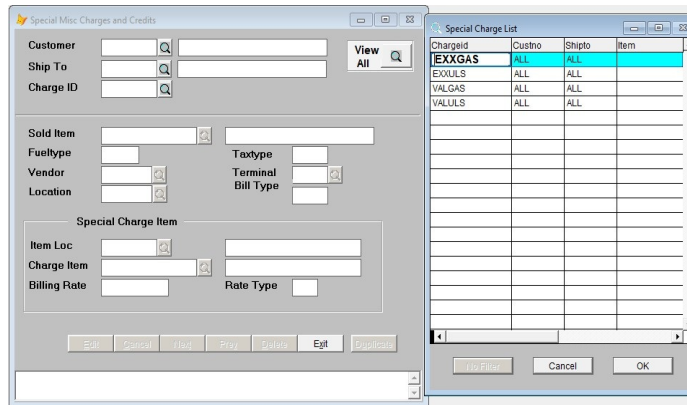 Special Misc Charges and Credits
Customer
Ship To
Charge ID
View All
Sold Item
Fueltype
Taxtype
Vendor
Terminal
Location
Bill Type
Special Charge Item
Item Loc
Charge Item
Billing Rate
Rate Type
Edit Cancel Next Prev Delete Exit Duplicate
Special Charge List
Chargeid Custno Shipto Item
EXXGAS ALL ALL
EXXULS ALL ALL
VALGAS ALL ALL
VALULS ALL ALL
No Filter Cancel OK